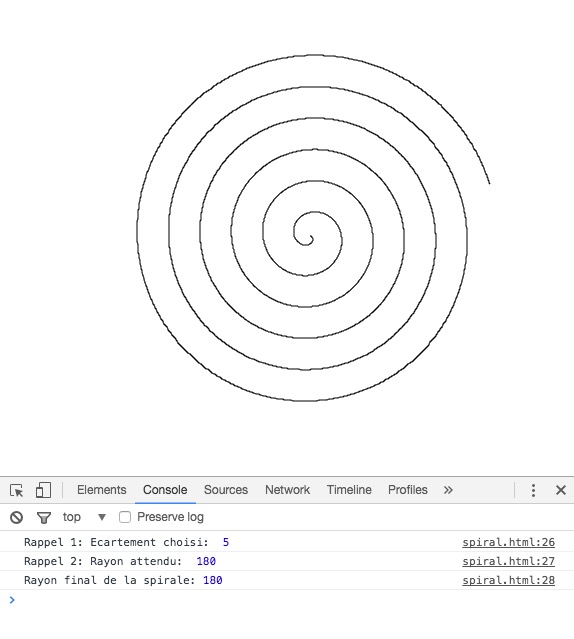 Elements Console Sources Network Timeline Profiles »
top ▼ Preserve log
Rappel 1: Ecartement choisi: 5 spiral.html:26
Rappel 2: Rayon attendu: 180 spiral.html:27
Rayon final de la spirale: 180 spiral.html:28
>